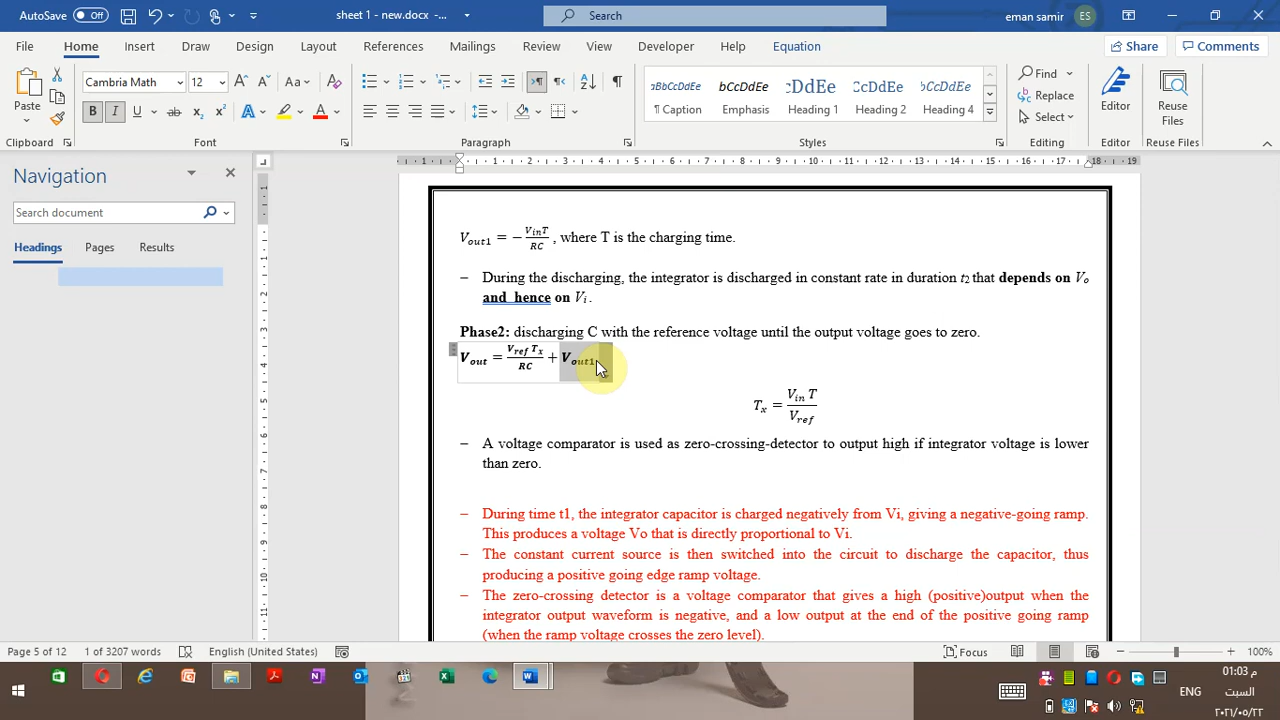 AutoSave Off sheet 1 - new.docx -... Search eman samir ES
File Home Insert Draw Design Layout References Mailings Review View Developer Help Equation Share Comments
Paste Cambria Math 12 Aa Caption Emphasis Heading 1 Heading 2 Heading 4 Find Replace Select Editor Reuse Files
Clipboard Font Paragraph Styles Editing Editor Reuse Files
Navigation
Search document
Headings Pages Results
V_out1 = − V_in T / RC , where T is the charging time.
− During the discharging, the integrator is discharged in constant rate in duration t2 that depends on V_o
and hence on V_i.
Phase2: discharging C with the reference voltage until the output voltage goes to zero.
V_out = V_ref T_x / RC + V_out1
T_x = V_in T / V_ref
− A voltage comparator is used as zero-crossing-detector to output high if integrator voltage is lower
than zero.
− During time t1, the integrator capacitor is charged negatively from Vi, giving a negative-going ramp.
This produces a voltage Vo that is directly proportional to Vi.
− The constant current source is then switched into the circuit to discharge the capacitor, thus
producing a positive going edge ramp voltage.
− The zero-crossing detector is a voltage comparator that gives a high (positive)output when the
integrator output waveform is negative, and a low output at the end of the positive going ramp
(when the ramp voltage crosses the zero level).
Page 5 of 12 1 of 3207 words English (United States) Focus 100%
01:03 م
ENG السبت
٢٠٢١/٠٥/٢٢